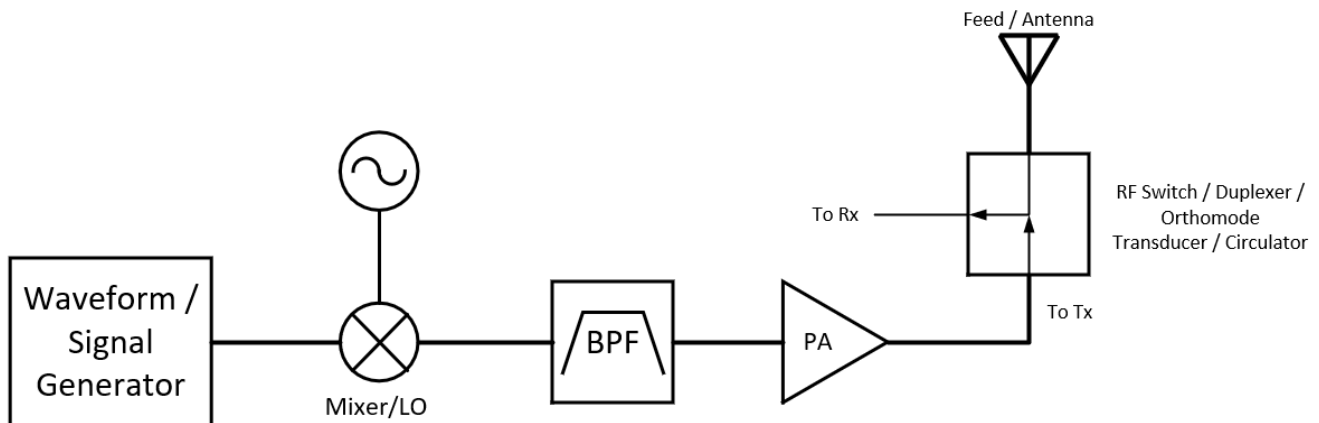 Feed / Antenna
RF Switch / Duplexer /
Orthomode
Transducer / Circulator
To Rx
To Tx
Waveform /
Signal
Generator
Mixer/LO
BPF
PA